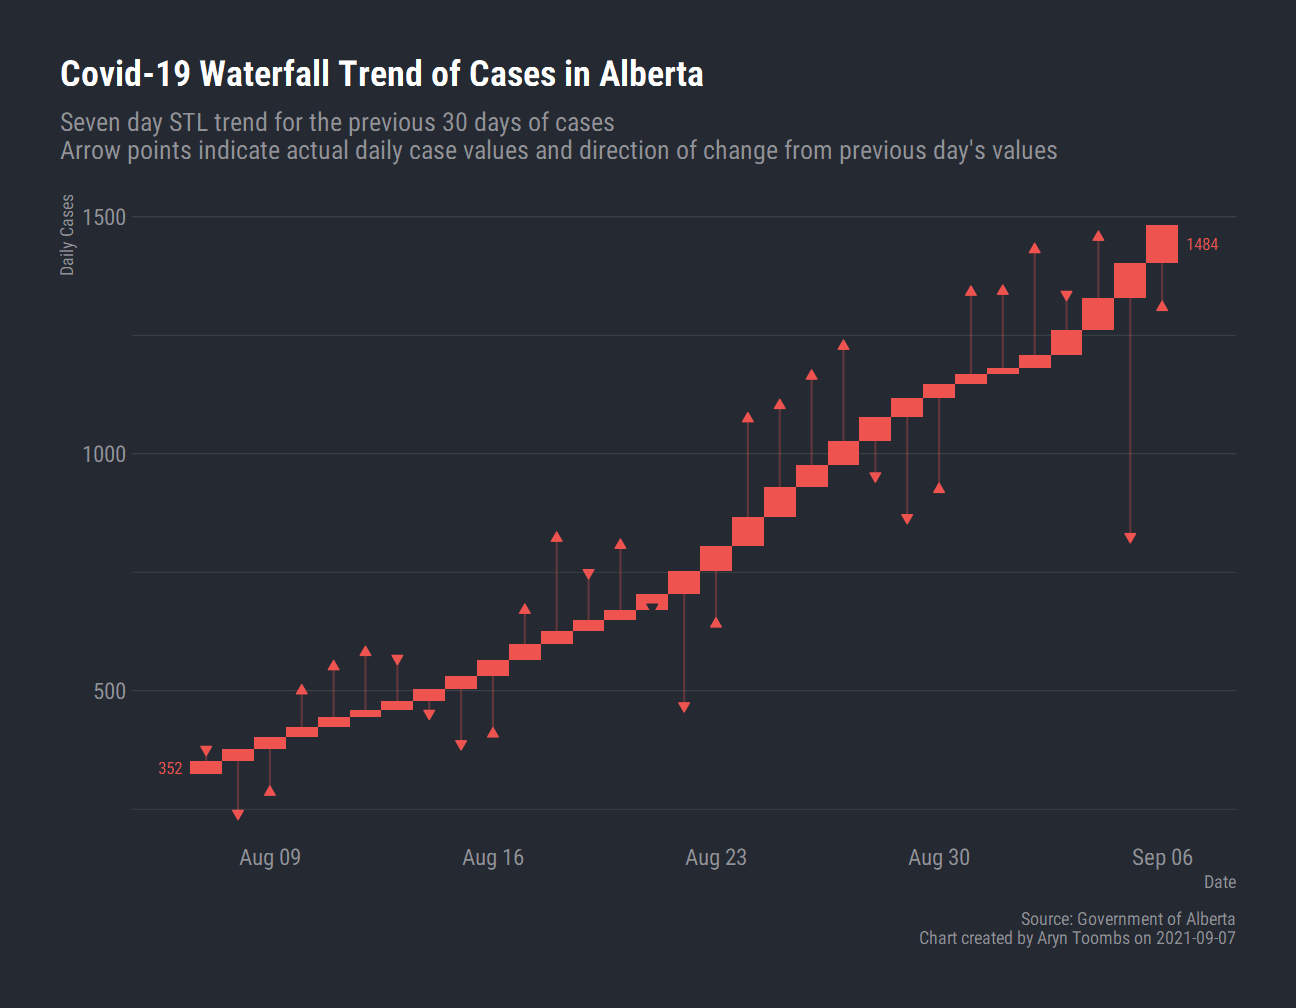 Covid-19 Waterfall Trend of Cases in Alberta
Seven day STL trend for the previous 30 days of cases
Arrow points indicate actual daily case values and direction of change from previous day's values
Daily Cases
1500
1000
500
352
1484
Aug 09 Aug 16 Aug 23 Aug 30 Sep 06
Date
Source: Government of Alberta
Chart created by Aryn Toombs on 2021-09-07